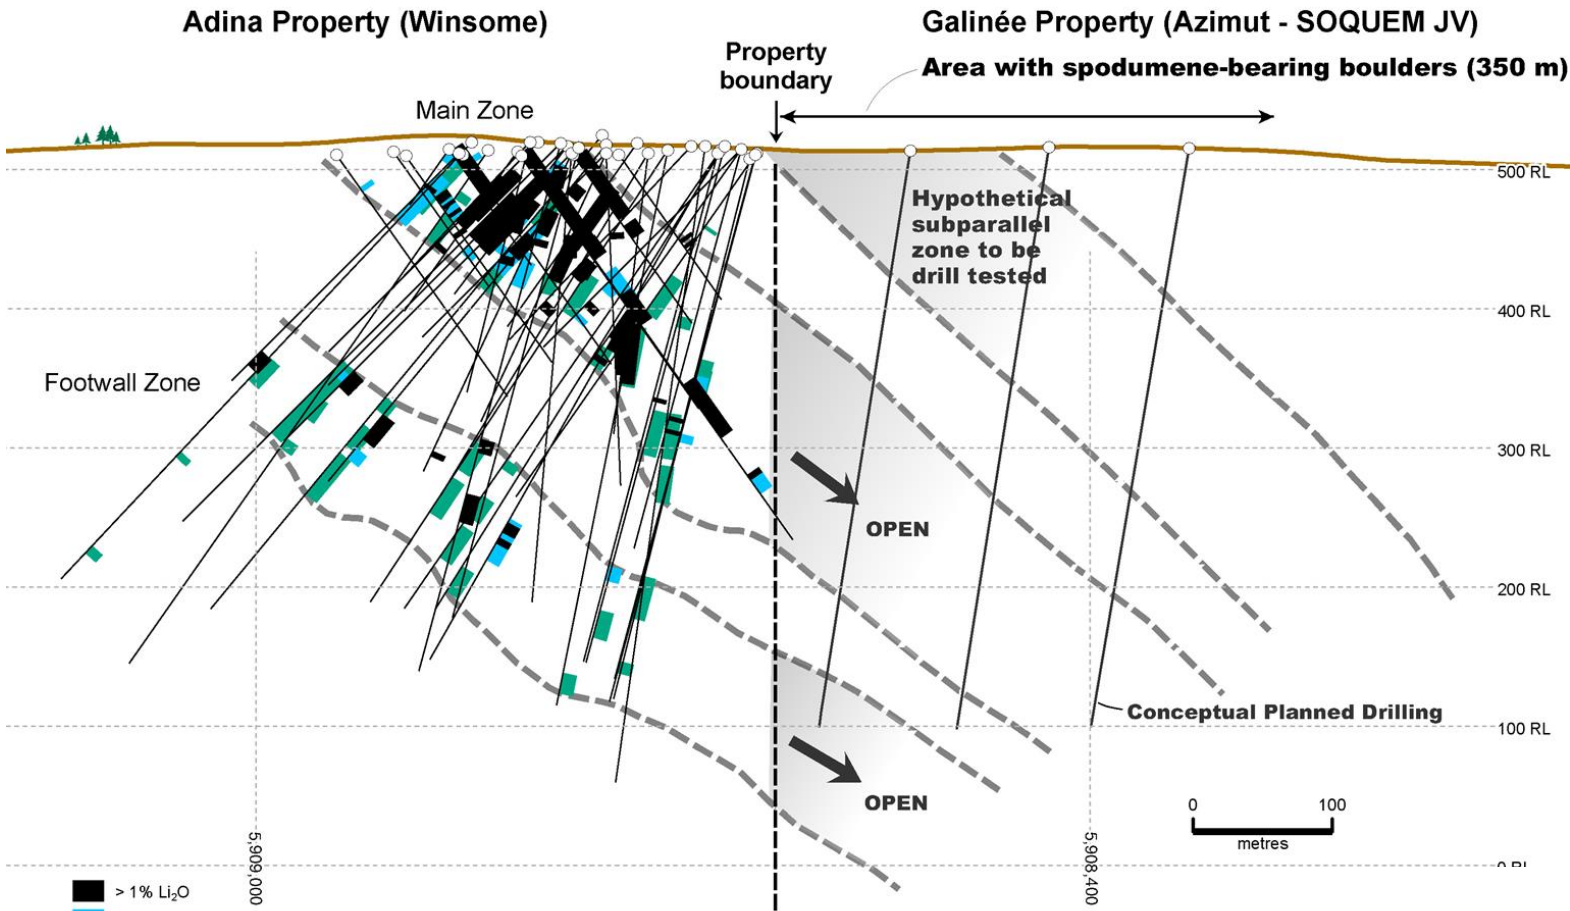 Adina Property (Winsome)
Galinée Property (Azimut - SOQUEM JV)
Property
boundary
Area with spodumene-bearing boulders (350 m)
Main Zone
500 RL
Hypothetical
subparallel
zone to be
drill tested
400 RL
Footwall Zone
300 RL
OPEN
200 RL
Conceptual Planned Drilling
100 RL
OPEN
0 100
metres
5,909,000
5,908,400
0 RL
> 1% Li₂O